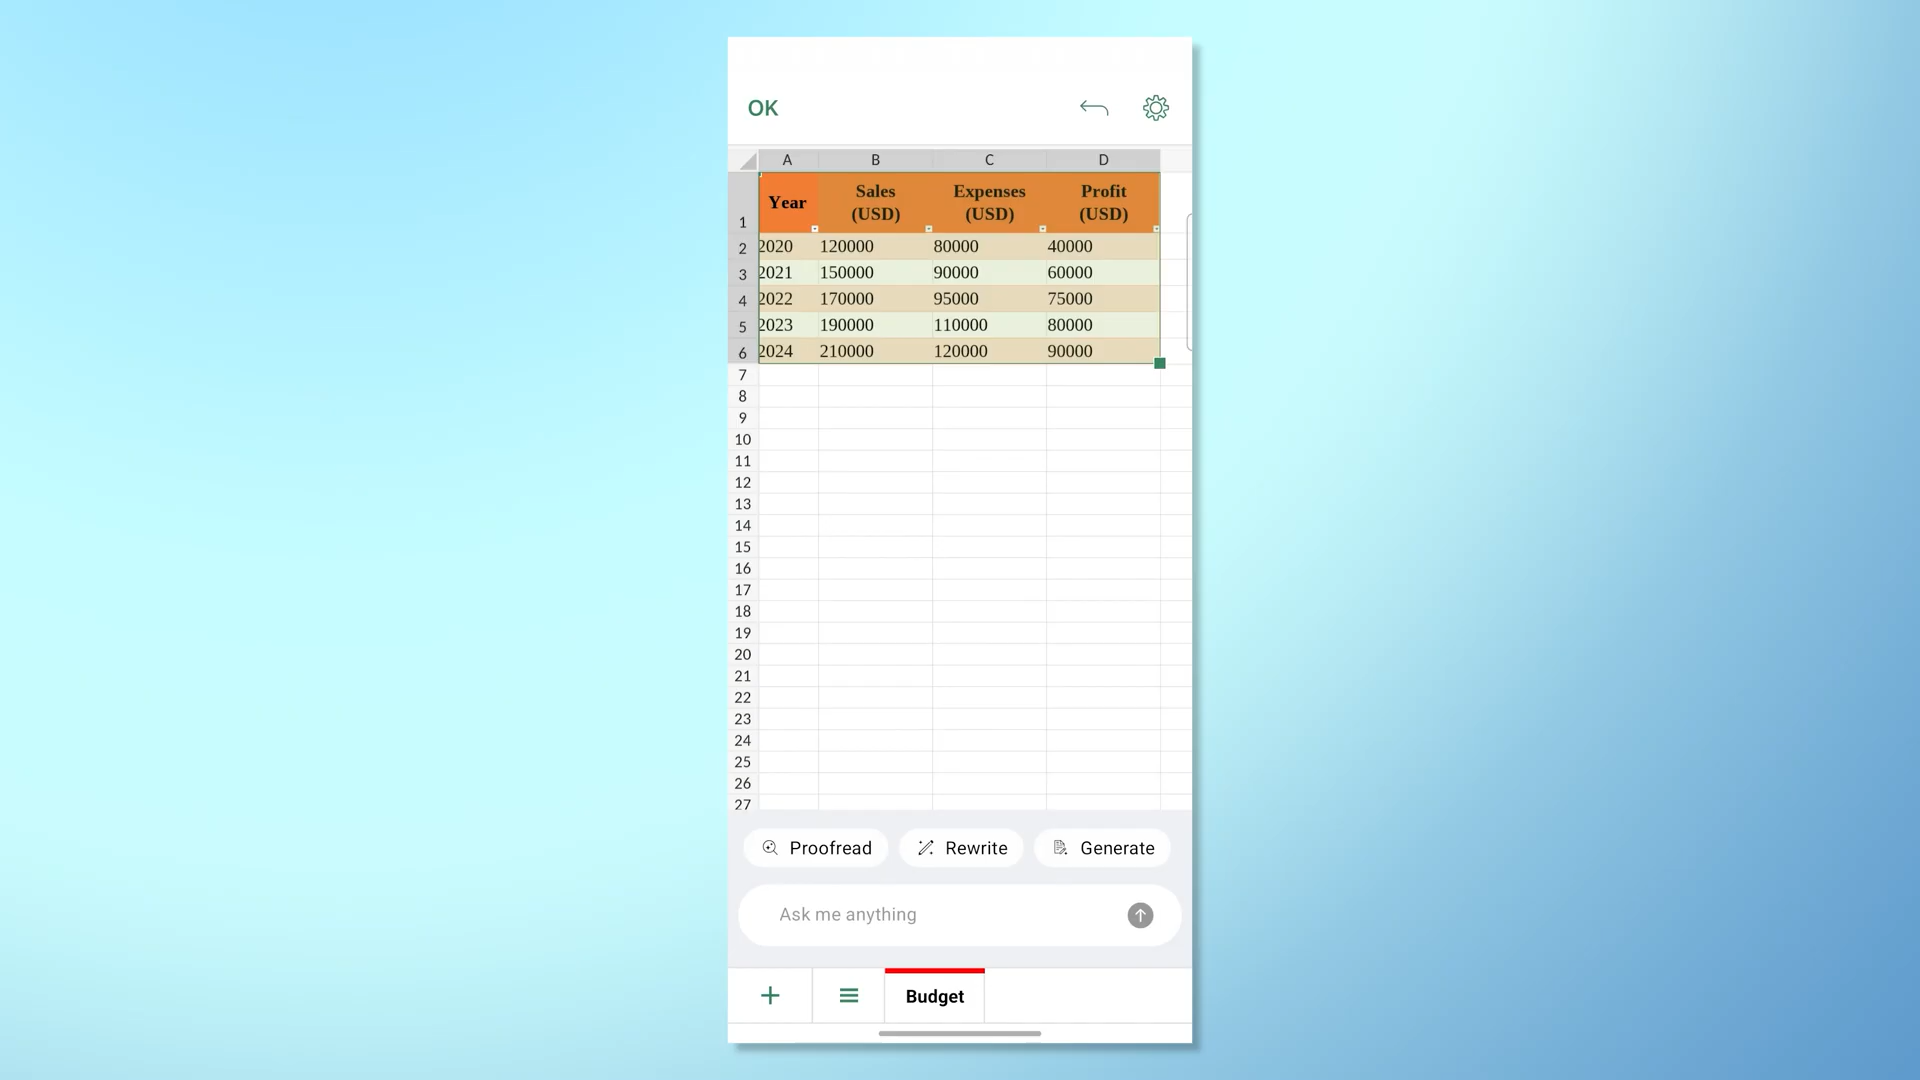 OK
A B C D
1 Year Sales (USD) Expenses (USD) Profit (USD)
2 2020 120000 80000 40000
3 2021 150000 90000 60000
4 2022 170000 95000 75000
5 2023 190000 110000 80000
6 2024 210000 120000 90000
7
8
9
10
11
12
13
14
15
16
17
18
19
20
21
22
23
24
25
26
27
Proofread Rewrite Generate
Ask me anything
Budget